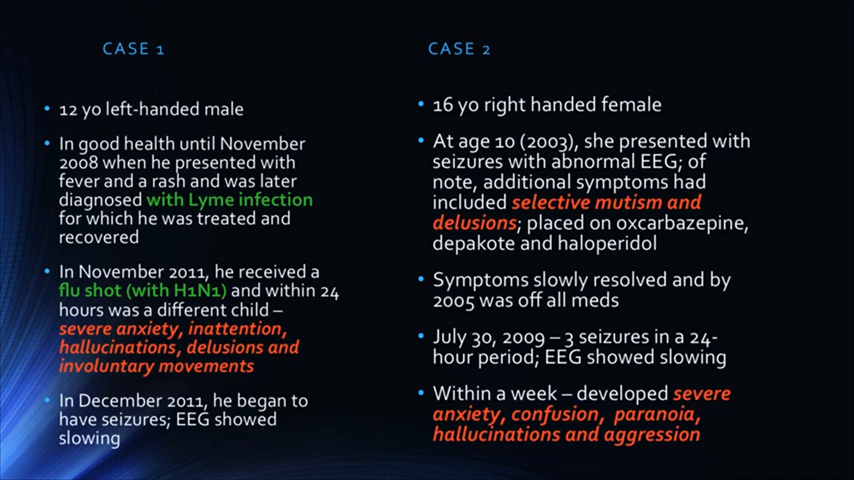 CASE 1
• 12 yo left-handed male
• In good health until November
2008 when he presented with
fever and a rash and was later
diagnosed with Lyme infection
for which he was treated and
recovered
• In November 2011, he received a
flu shot (with H1N1) and within 24
hours was a different child –
severe anxiety, inattention,
hallucinations, delusions and
involuntary movements
• In December 2011, he began to
have seizures; EEG showed
slowing
CASE 2
• 16 yo right handed female
• At age 10 (2003), she presented with
seizures with abnormal EEG; of
note, additional symptoms had
included selective mutism and
delusions; placed on oxcarbazepine,
depakote and haloperidol
• Symptoms slowly resolved and by
2005 was off all meds
• July 30, 2009 – 3 seizures in a 24-
hour period; EEG showed slowing
• Within a week – developed severe
anxiety, confusion, paranoia,
hallucinations and aggression